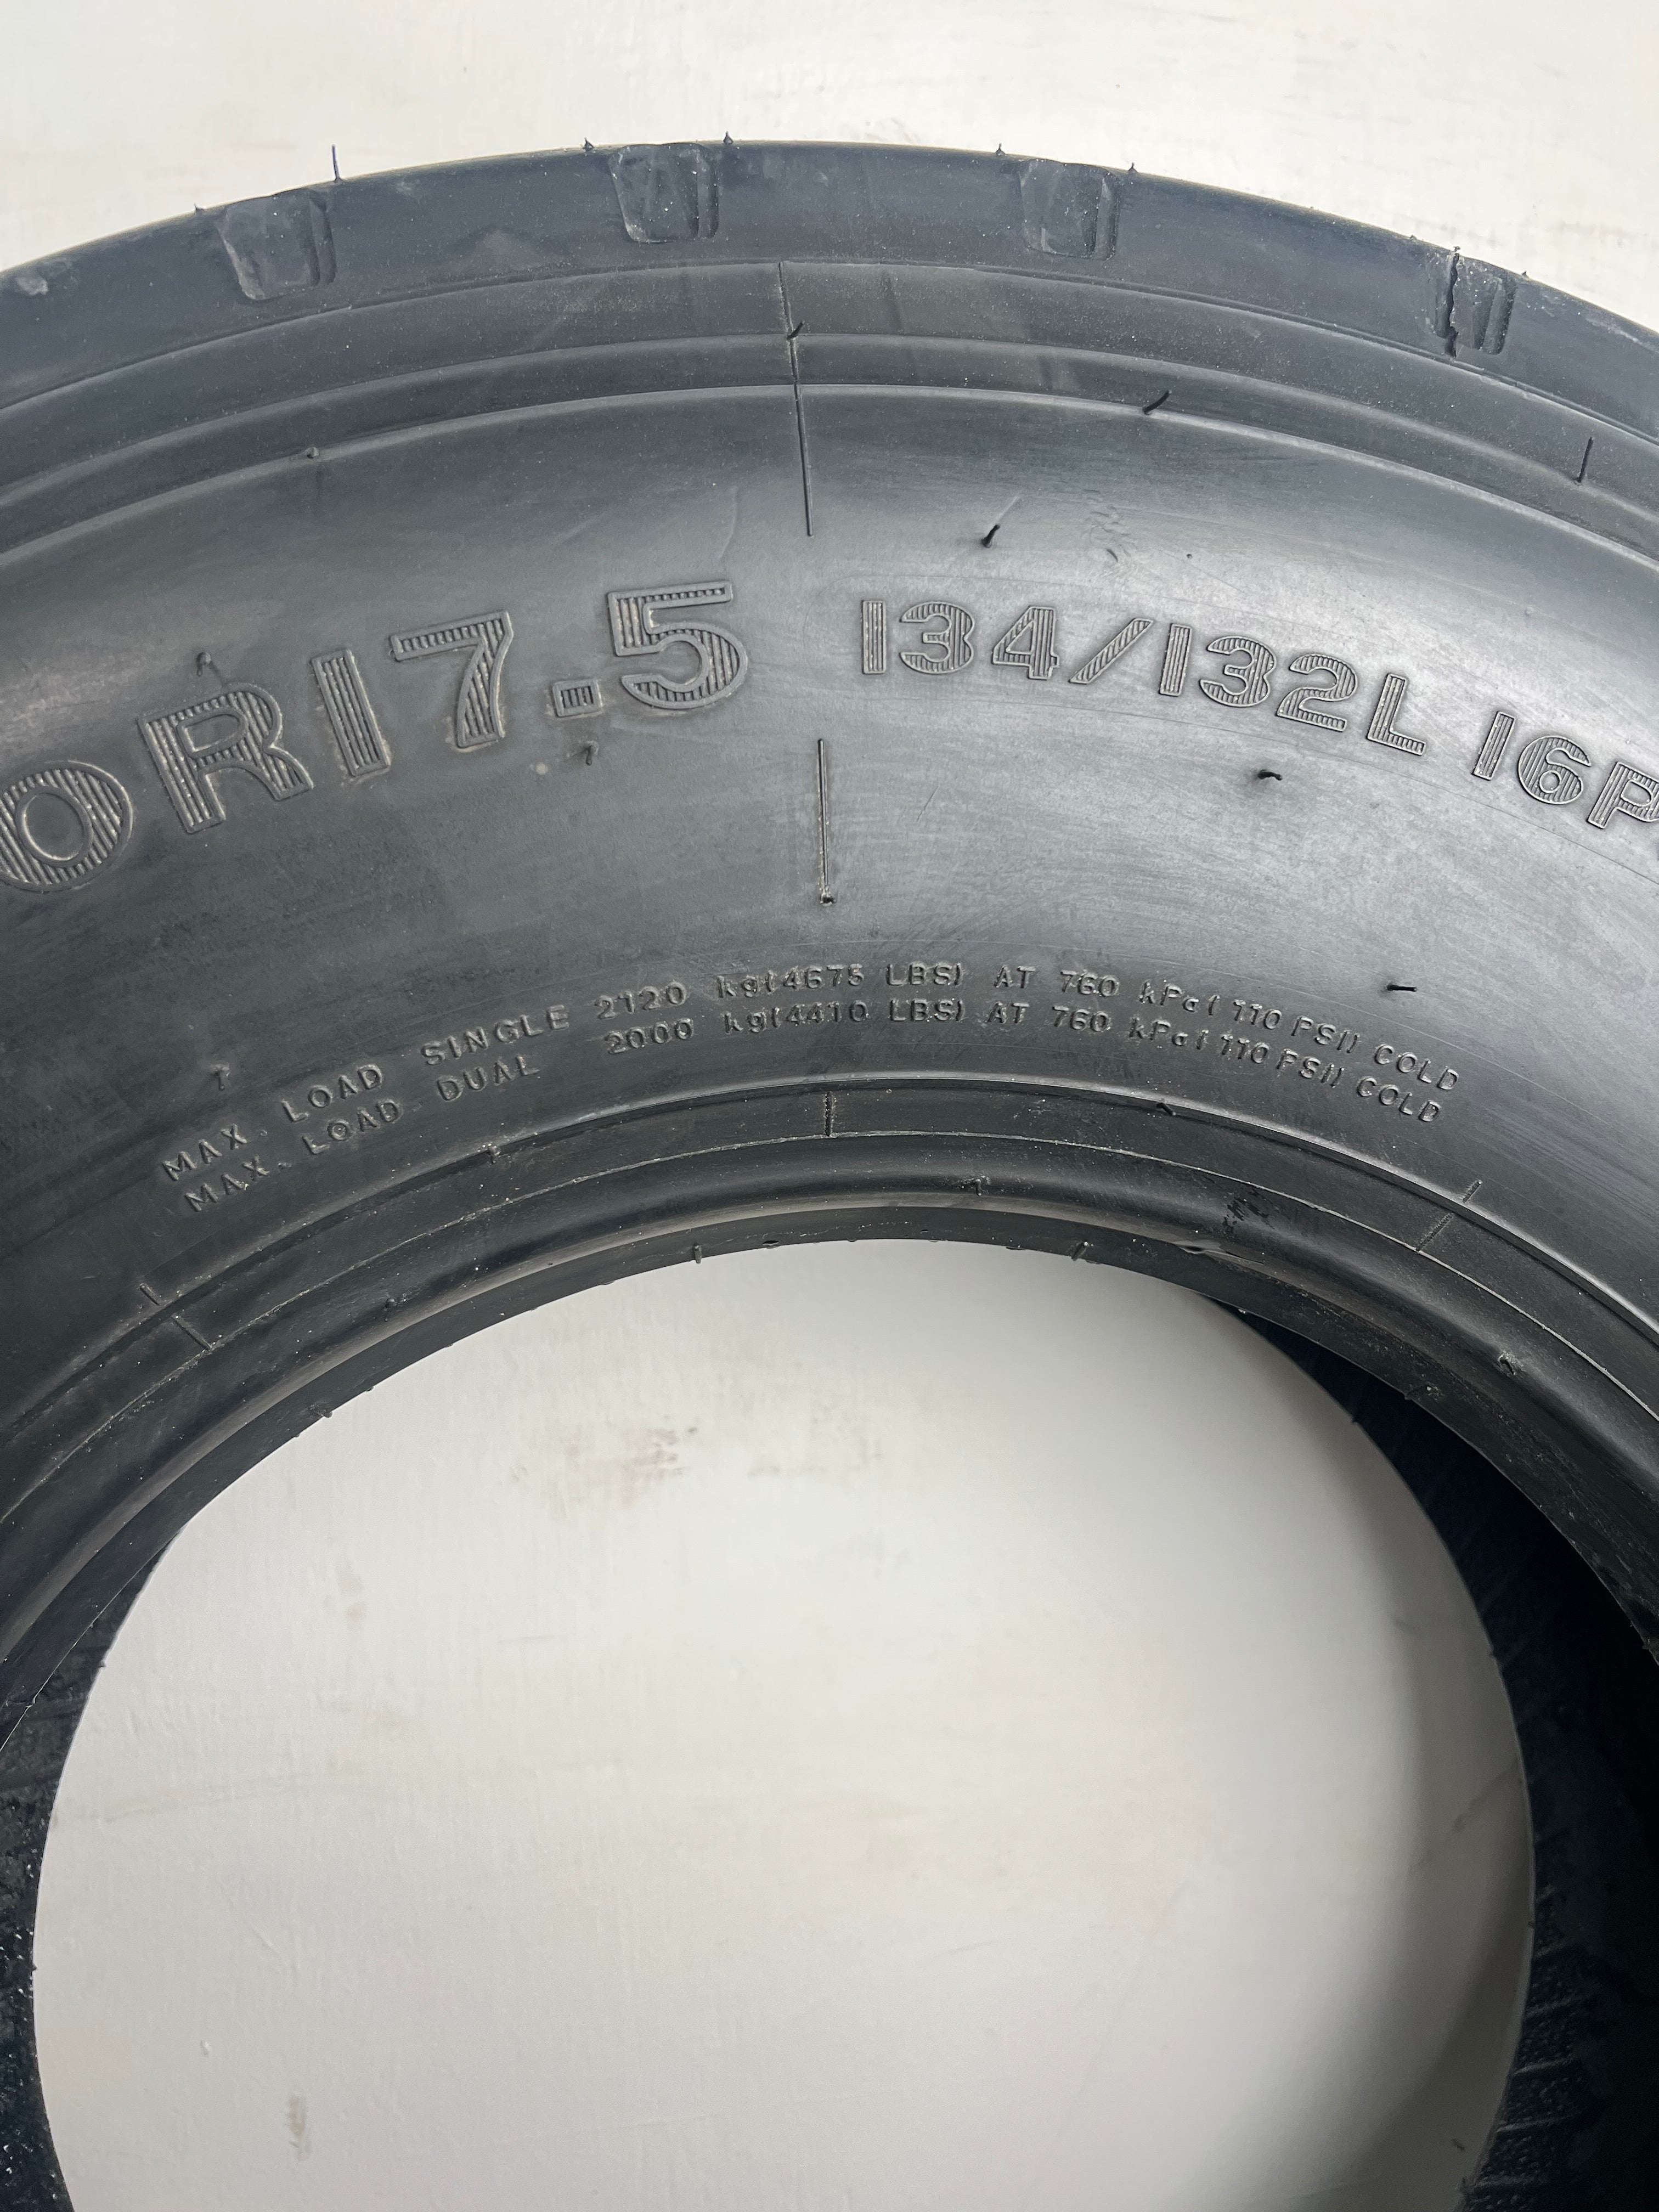 0R17.5 134/132L 16P
MAX. LOAD SINGLE 2120 kg(4675 LBS) AT 760 kPa(110 PSI) COLD
MAX. LOAD DUAL 2000 kg(4410 LBS) AT 760 kPa(110 PSI) COLD